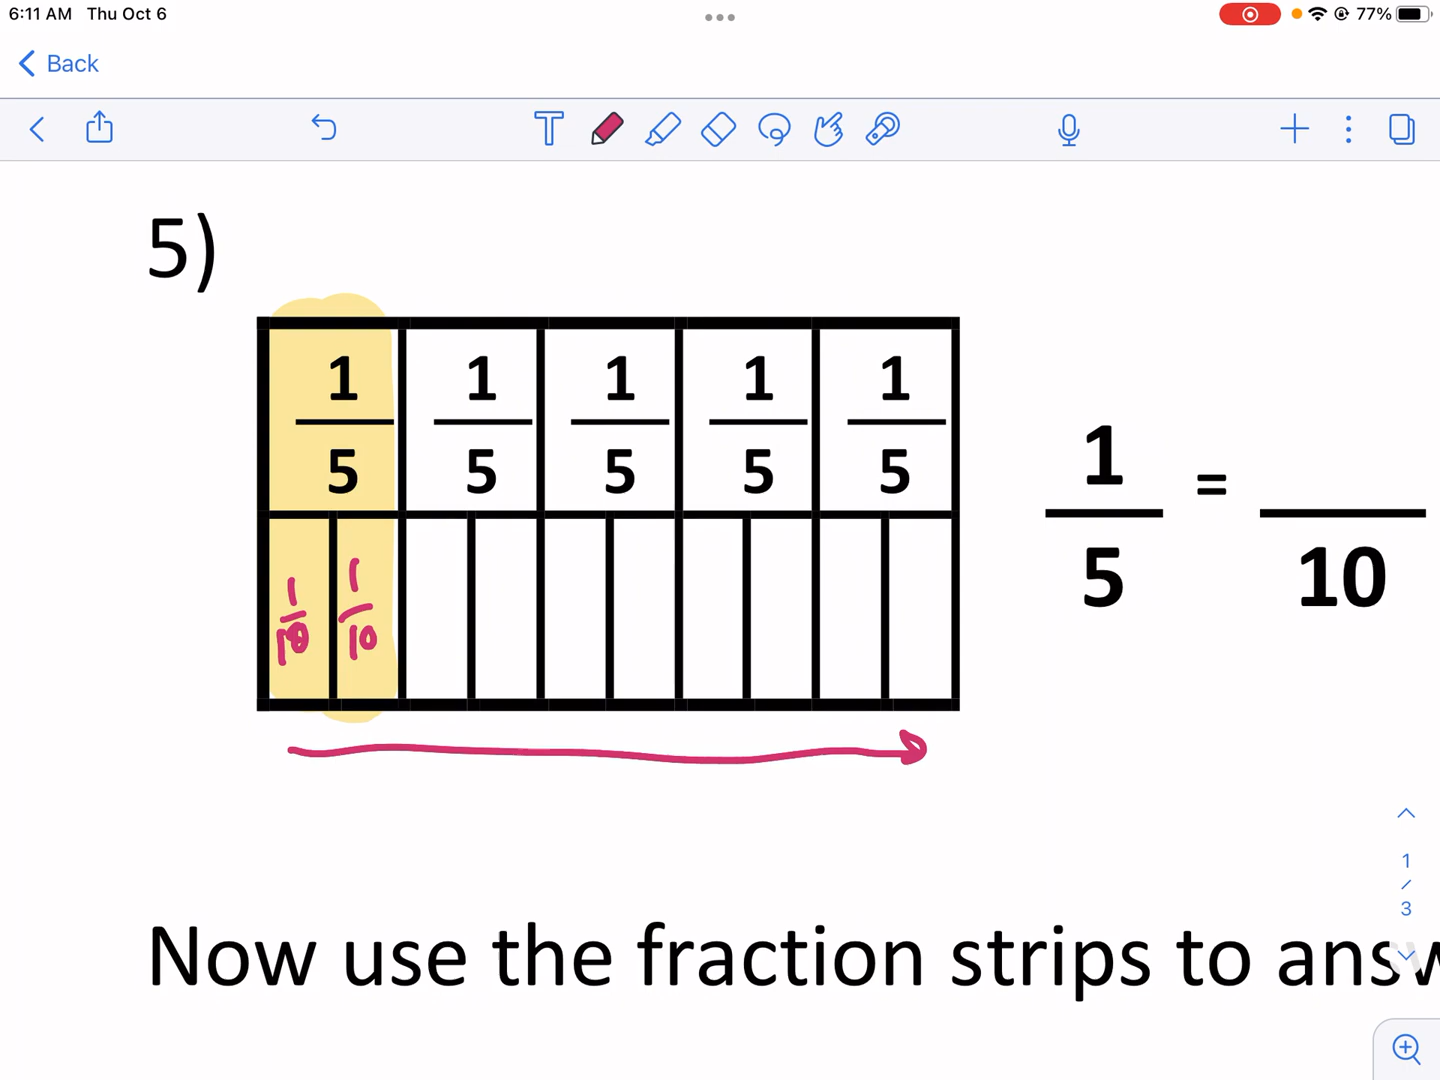 6:11 AM Thu Oct 6
77%
Back
5)
1/5 1/5 1/5 1/5 1/5
1/10 1/10
1/5 = /10
1
/
3
Now use the fraction strips to answ